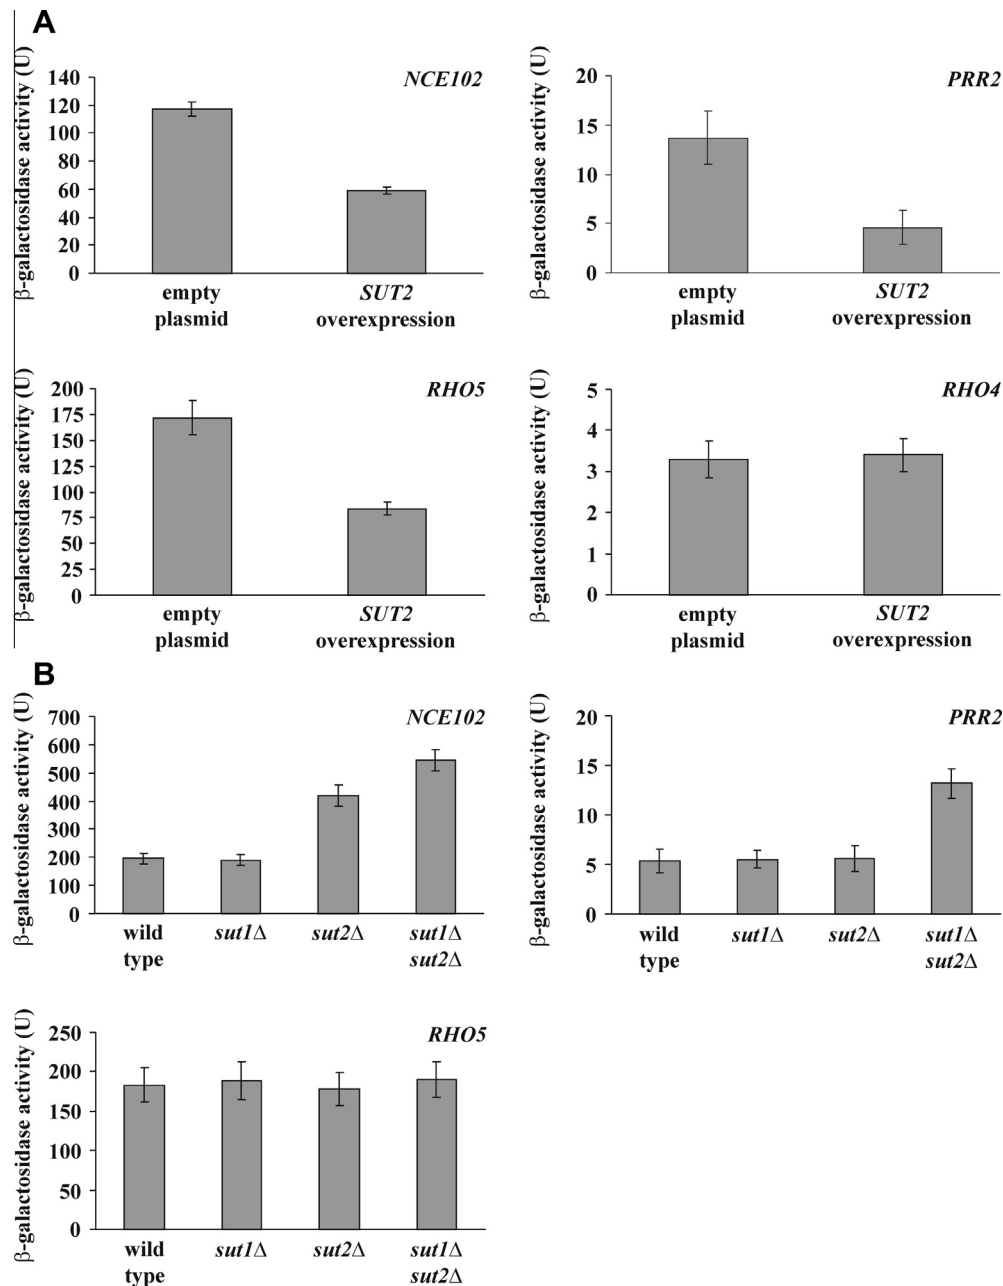 A
β-galactosidase activity (U)
NCE102
140
120
100
80
60
40
20
0
empty
plasmid
SUT2
overexpression
β-galactosidase activity (U)
PRR2
20
15
10
5
0
empty
plasmid
SUT2
overexpression
β-galactosidase activity (U)
RHO5
200
175
150
125
100
75
50
25
0
empty
plasmid
SUT2
overexpression
β-galactosidase activity (U)
RHO4
5
4
3
2
1
0
empty
plasmid
SUT2
overexpression
B
β-galactosidase activity (U)
NCE102
700
600
500
400
300
200
100
0
wild
type
sut1Δ
sut2Δ
sut1Δ
sut2Δ
β-galactosidase activity (U)
PRR2
20
15
10
5
0
wild
type
sut1Δ
sut2Δ
sut1Δ
sut2Δ
β-galactosidase activity (U)
RHO5
250
200
150
100
50
0
wild
type
sut1Δ
sut2Δ
sut1Δ
sut2Δ